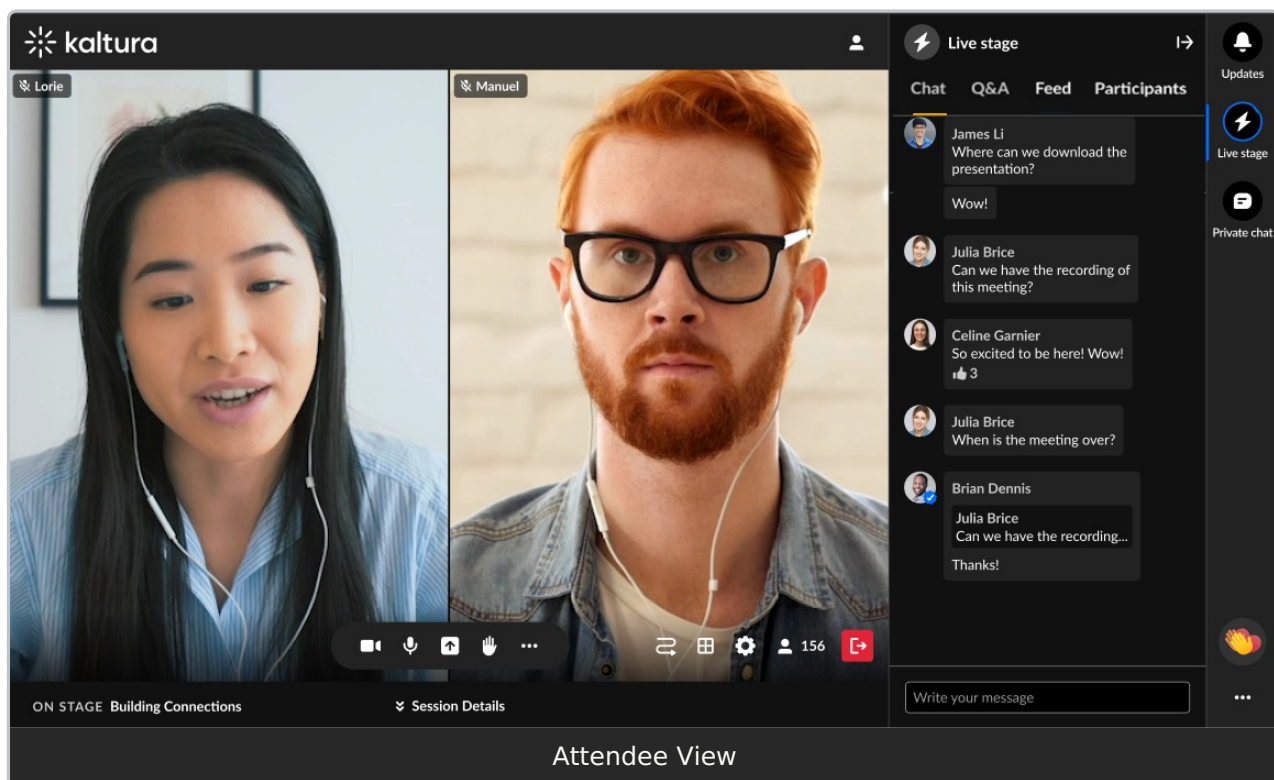 kaltura
Lorie
Manuel
156
ON STAGE Building Connections
Session Details
Live stage
Chat
Q&A
Feed
Participants
James Li
Where can we download the
presentation?
Wow!
Julia Brice
Can we have the recording of
this meeting?
Celine Garnier
So excited to be here! Wow!
3
Julia Brice
When is the meeting over?
Brian Dennis
Julia Brice
Can we have the recording...
Thanks!
Write your message
Updates
Live stage
Private chat
Attendee View